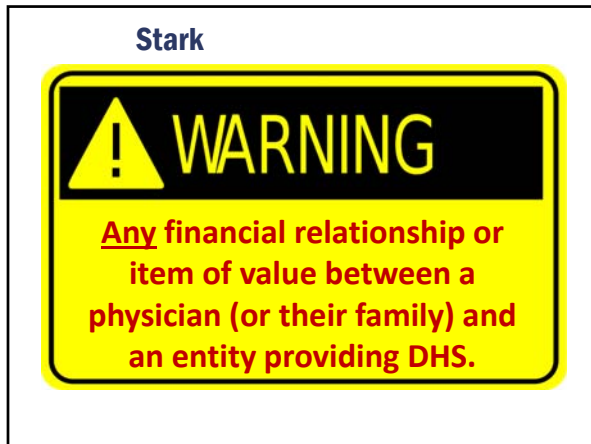 Stark
! WARNING
Any financial relationship or
item of value between a
physician (or their family) and
an entity providing DHS.